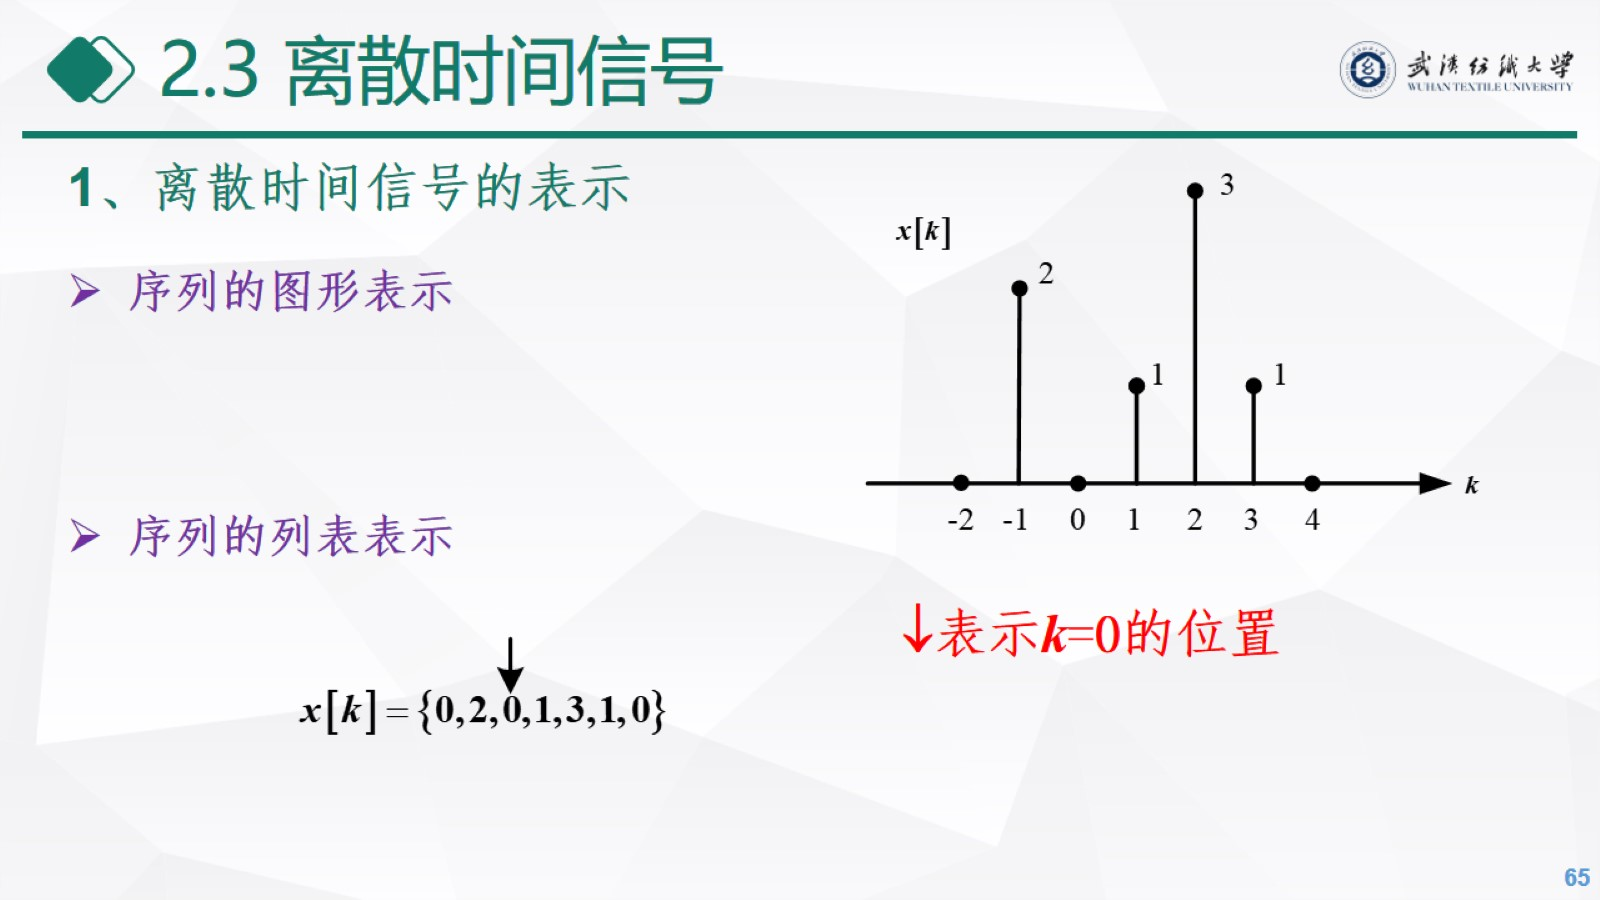 2.3 离散时间信号
武汉纺织大学
WUHAN TEXTILE UNIVERSITY
1、离散时间信号的表示
➢ 序列的图形表示
x[k]
3
2
1
1
k
-2 -1 0 1 2 3 4
➢ 序列的列表表示
↓表示k=0的位置
↓
x[k]={0,2,0,1,3,1,0}
65